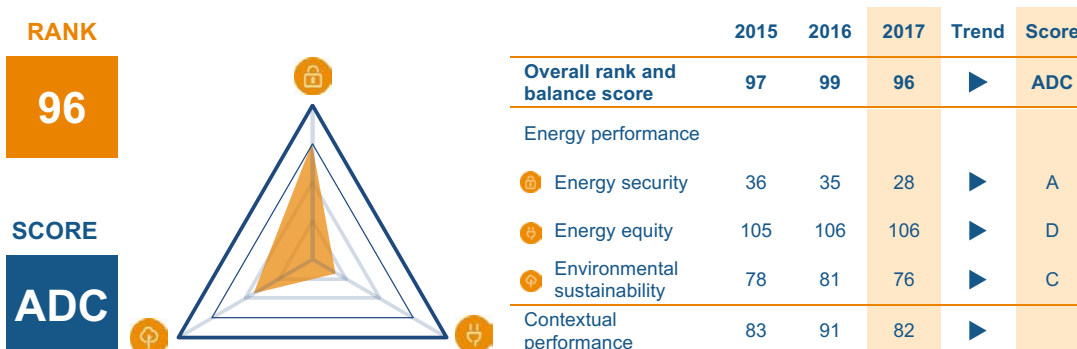 RANK
96
SCORE
ADC
2015 2016 2017 Trend Score
Overall rank and
balance score 97 99 96 ADC
Energy performance
Energy security 36 35 28 A
Energy equity 105 106 106 D
Environmental
sustainability 78 81 76 C
Contextual
performance 83 91 82